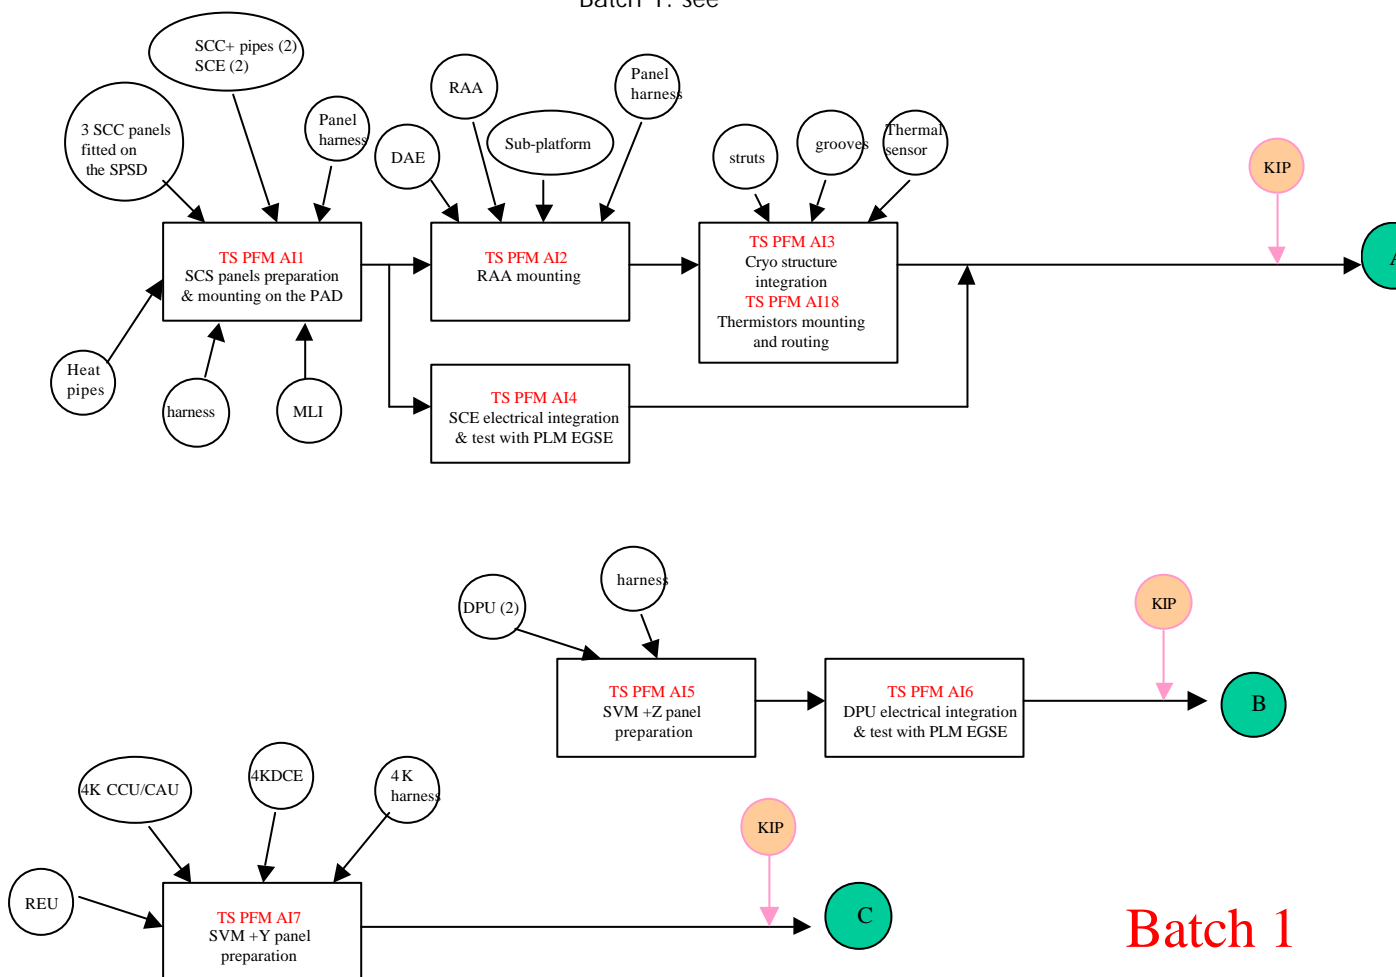 Batch 1: see
SCC+ pipes (2)
SCE (2)
3 SCC panels
fitted on
the SPSD
Panel
harness
RAA
DAE
Sub-platform
Panel
harness
struts
grooves
Thermal
sensor
KIP
TS PFM AI1
SCS panels preparation
& mounting on the PAD
TS PFM AI2
RAA mounting
TS PFM AI3
Cryo structure
integration
TS PFM AI18
Thermistors mounting
and routing
A
Heat
pipes
harness
MLI
TS PFM AI4
SCE electrical integration
& test with PLM EGSE
DPU (2)
harness
KIP
TS PFM AI5
SVM +Z panel
preparation
TS PFM AI6
DPU electrical integration
& test with PLM EGSE
B
4K CCU/CAU
4KDCE
4K
harness
KIP
REU
TS PFM AI7
SVM +Y panel
preparation
C
Batch 1